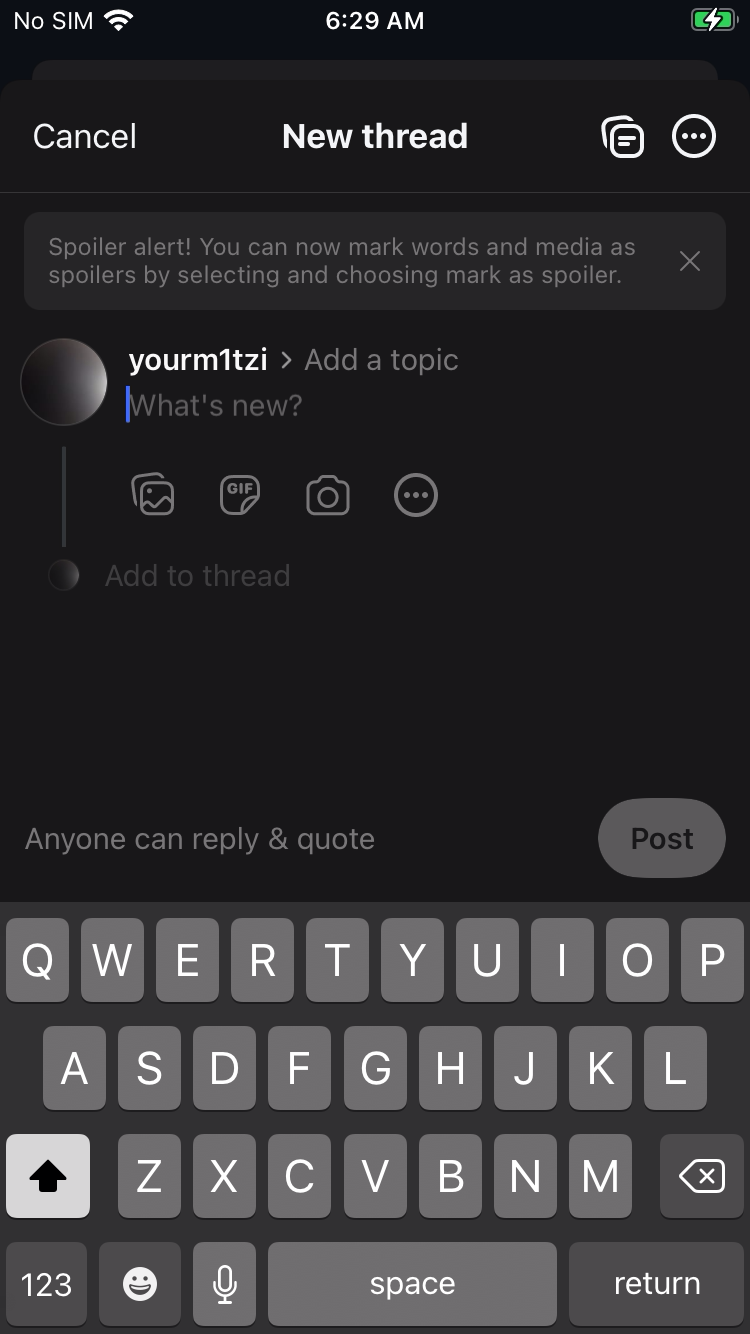 No SIM 6:29 AM
Cancel New thread
Spoiler alert! You can now mark words and media as
spoilers by selecting and choosing mark as spoiler.
yourm1tzi > Add a topic
What's new?
GIF
Add to thread
Anyone can reply & quote Post
Q W E R T Y U I O P
A S D F G H J K L
Z X C V B N M
123 space return